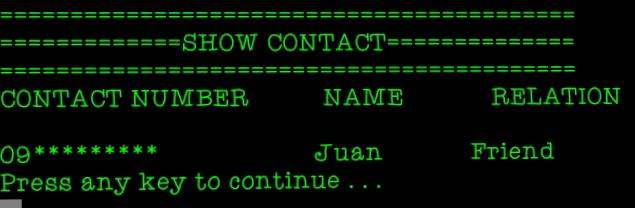 =========================================
=============SHOW CONTACT=============
=========================================
CONTACT NUMBER NAME RELATION
09********* Juan Friend
Press any key to continue . . .